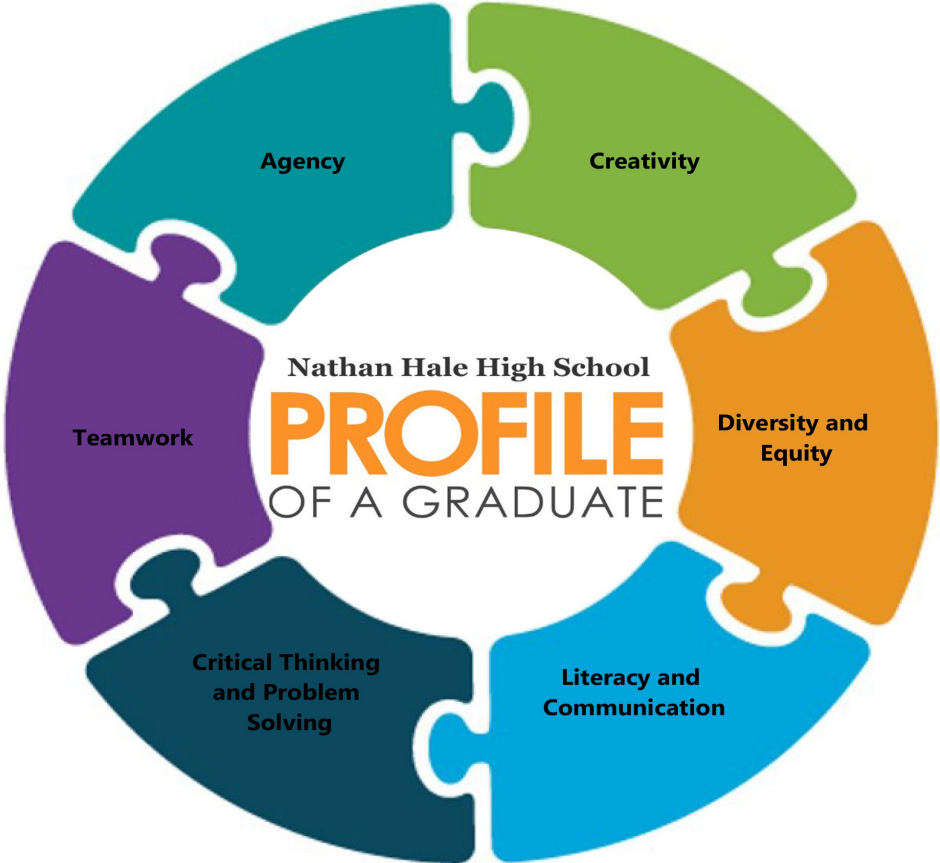 Agency
Creativity
Nathan Hale High School
PROFILE
OF A GRADUATE
Teamwork
Diversity and
Equity
Critical Thinking
and Problem
Solving
Literacy and
Communication